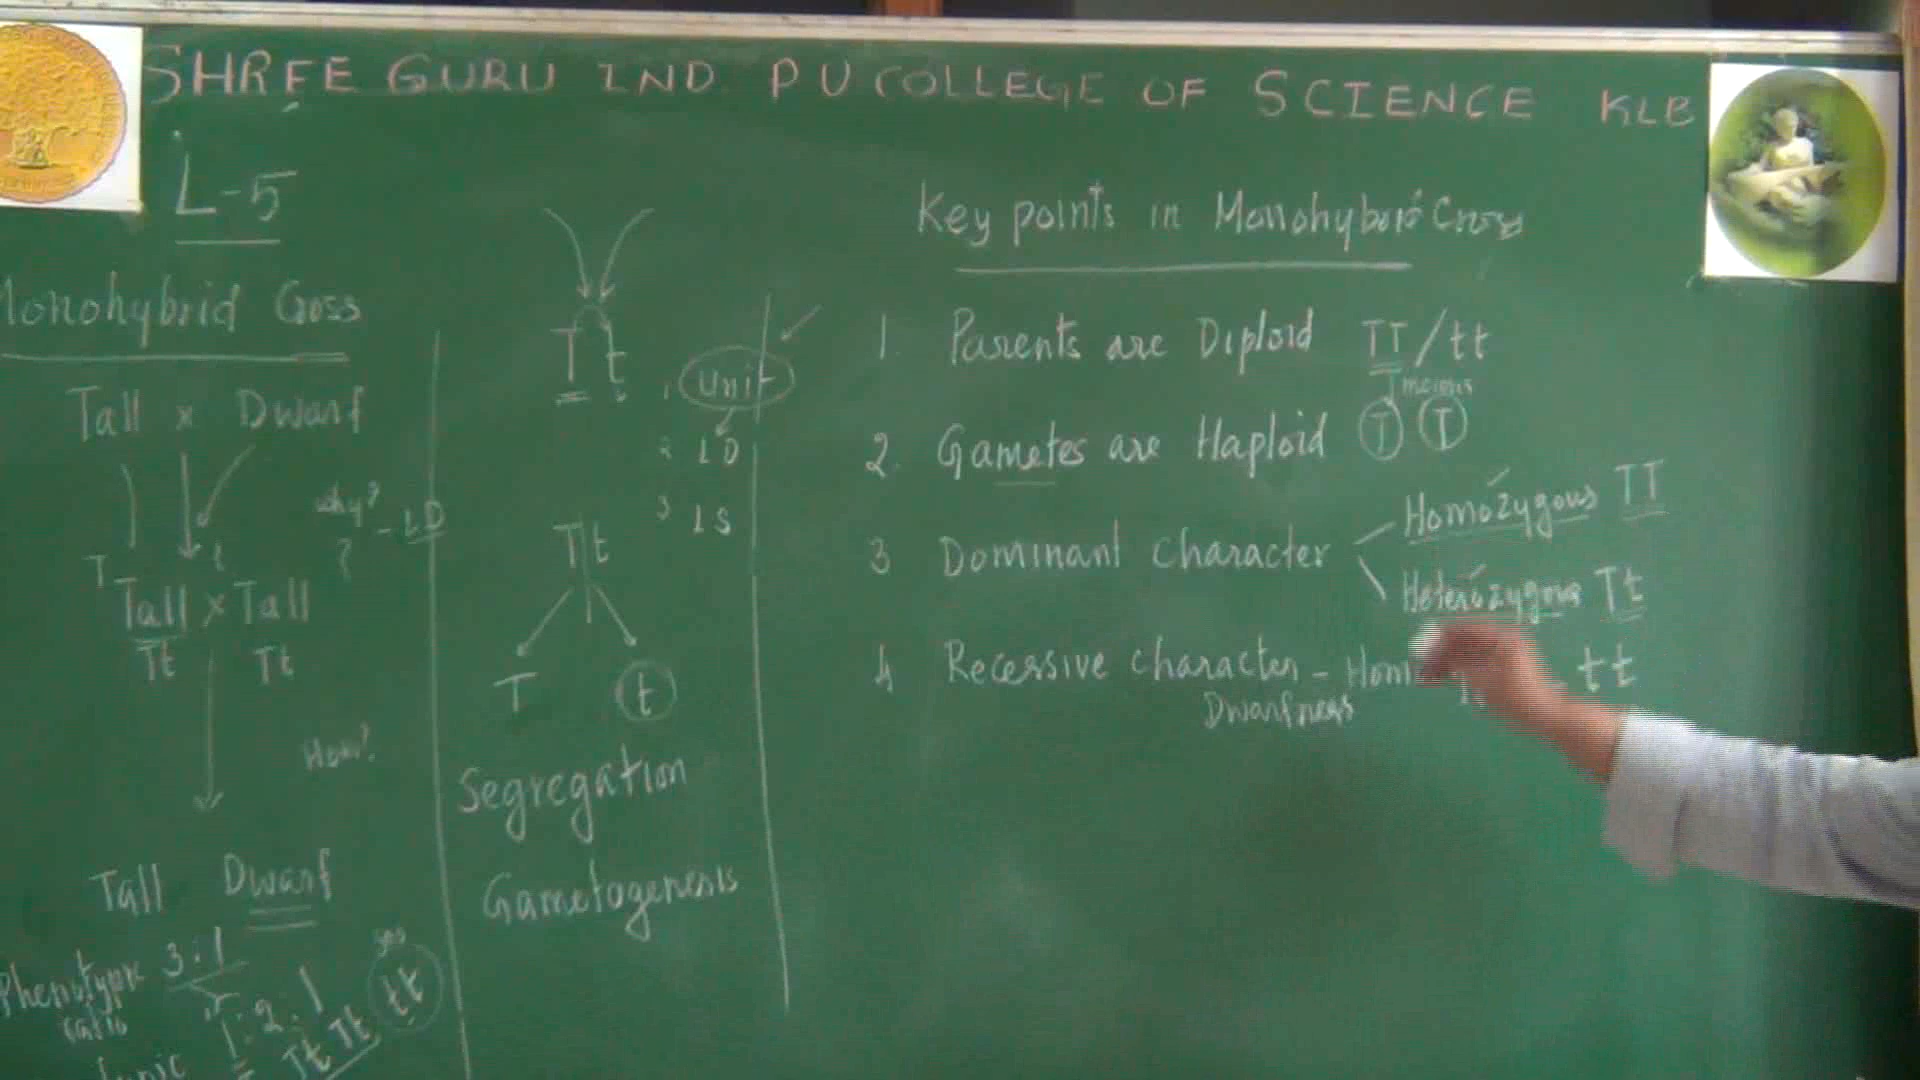 SHREE GURU IND PU COLLEGE OF SCIENCE KLB
L-5
Monohybrid Cross
Tall x Dwarf
why?
? - LD
T t
Tall x Tall
Tt Tt
How?
Tall Dwarf
Phenotypic ratio 3:1
1:2:1
Tt tt
yes
T t
1 Unit
2 LD
3 LS
T t
T t
Segregation
Gametogenesis
Key points in Monohybrid Cross
1. Parents are Diploid TT/tt
meiosis
2. Gametes are Haploid T T
3 Dominant character
Homozygous TT
Heterozygous Tt
4 Recessive character - tt
Dwarfness